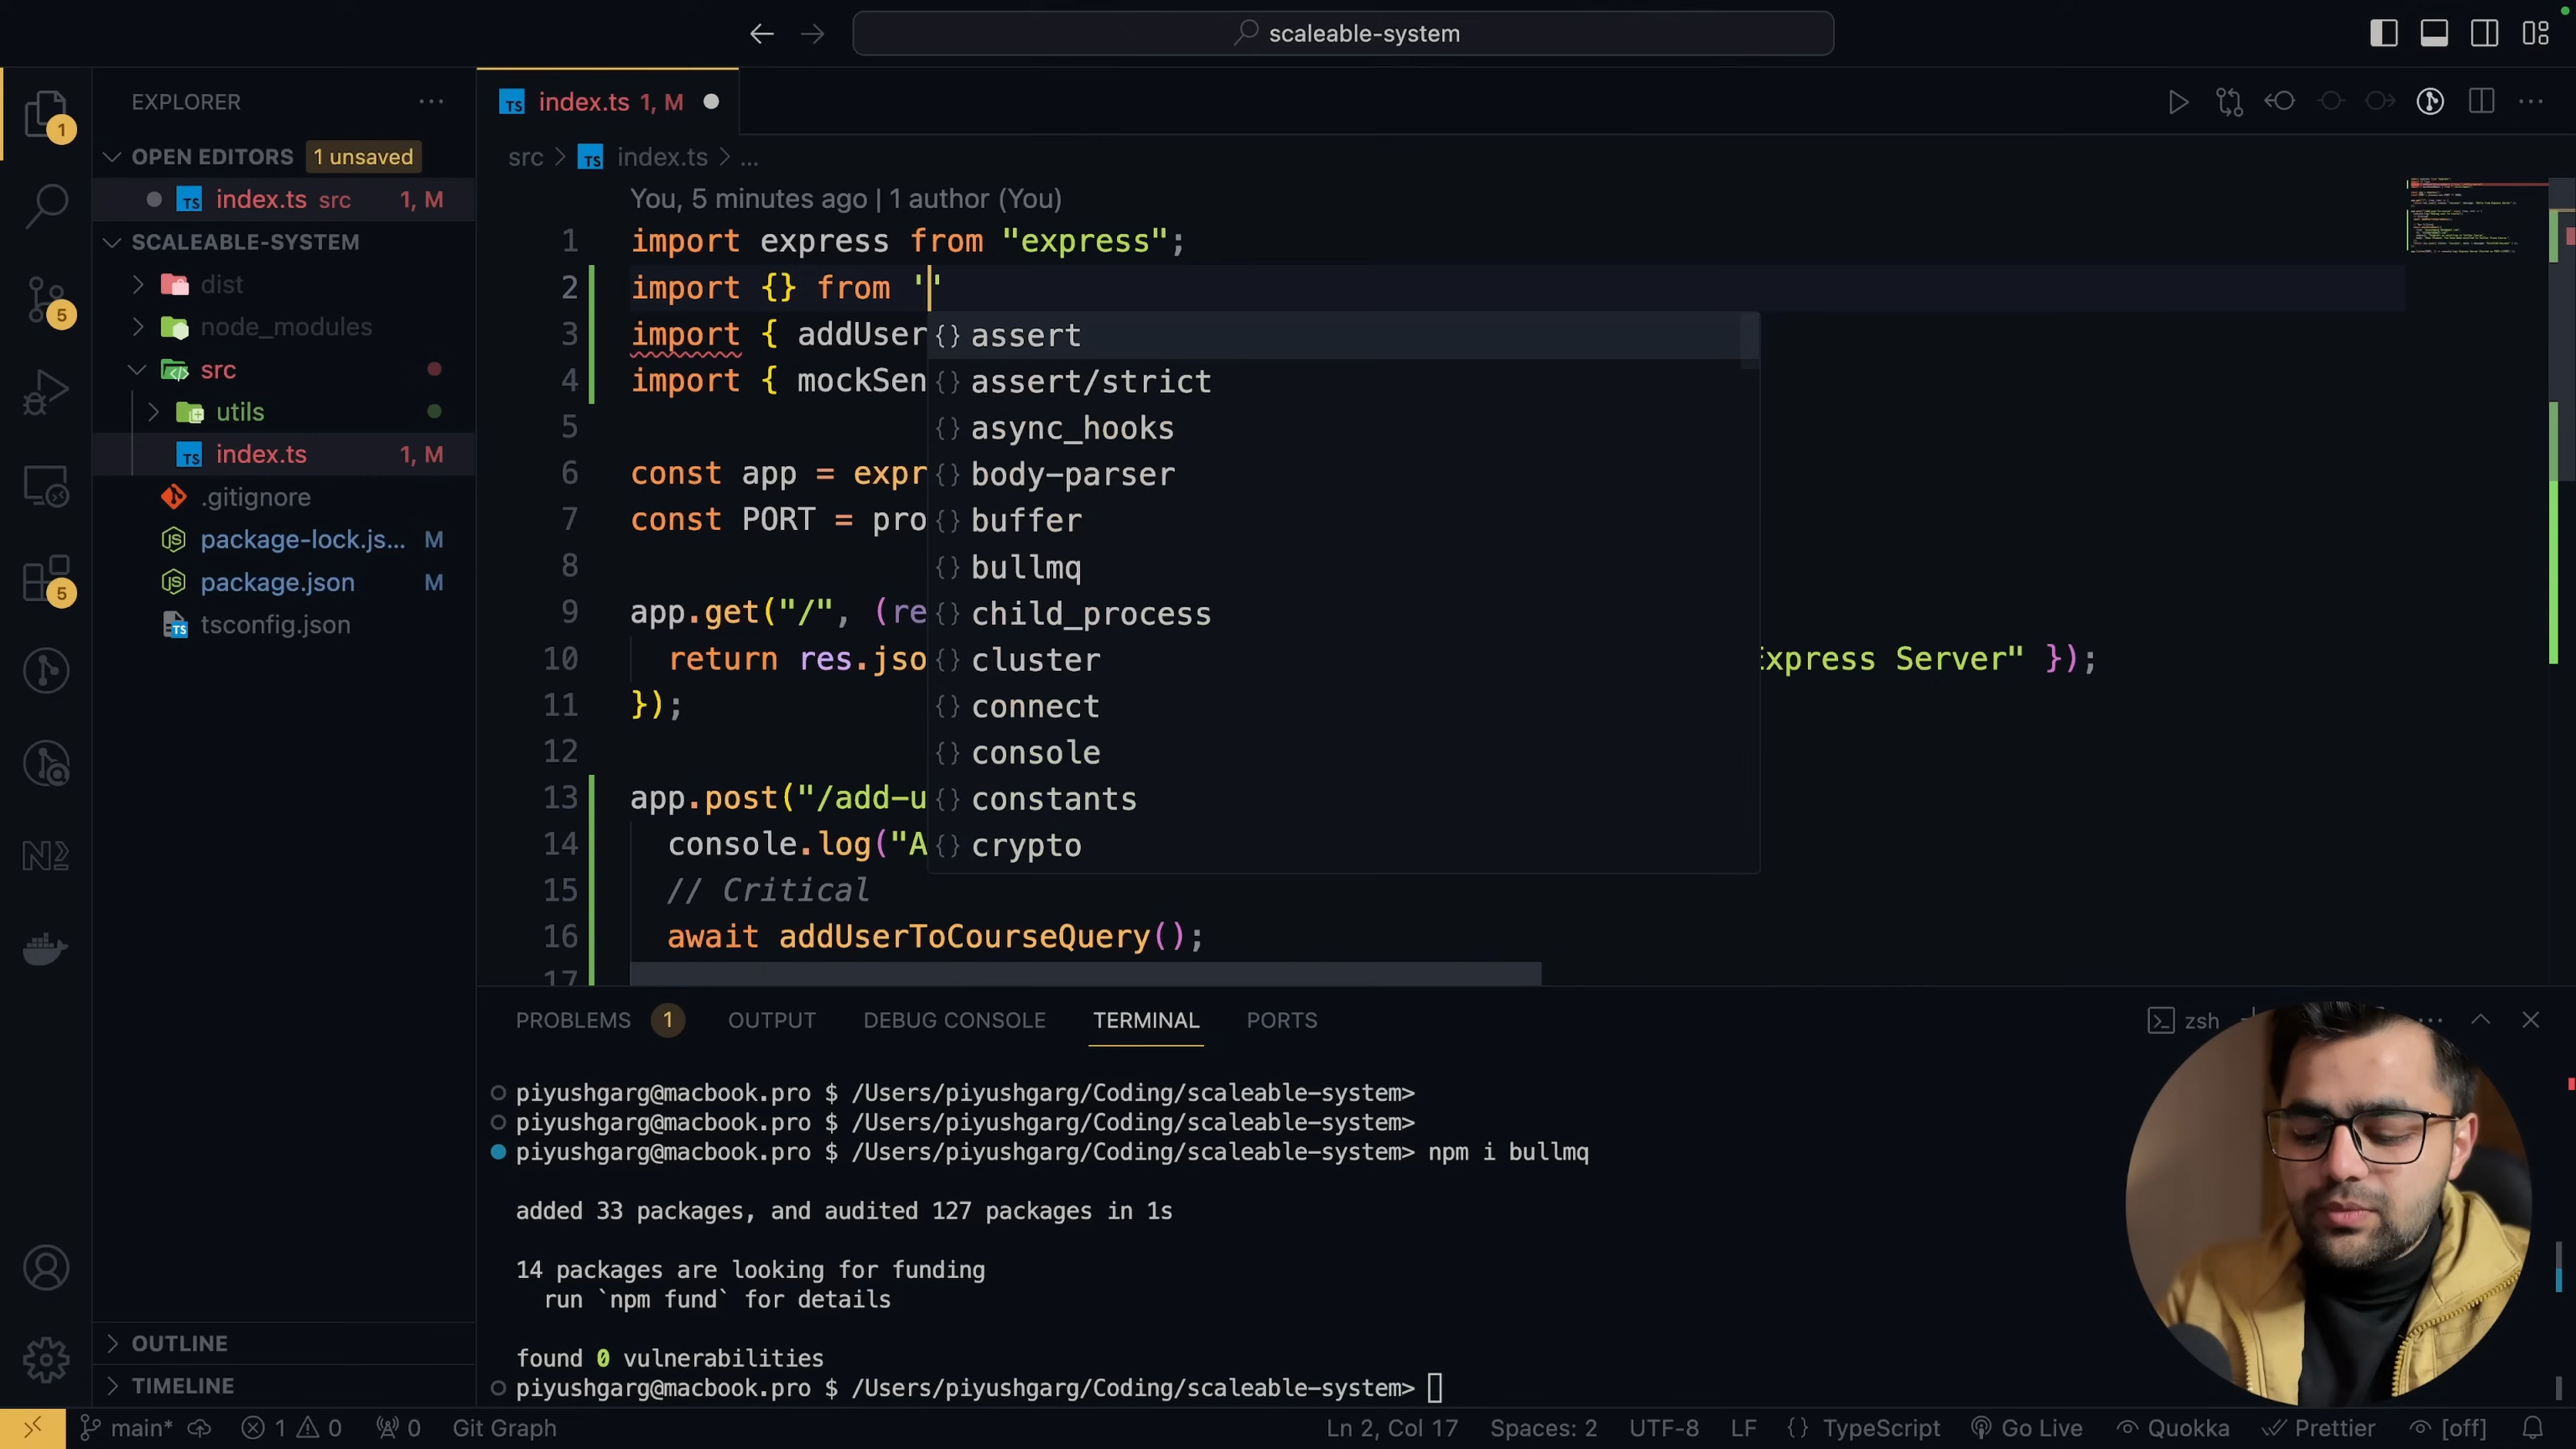 scaleable-system
EXPLORER
OPEN EDITORS 1 unsaved
index.ts src 1, M
SCALEABLE-SYSTEM
dist
node_modules
src
utils
index.ts 1, M
.gitignore
package-lock.js... M
package.json M
tsconfig.json
OUTLINE
TIMELINE
1
5
5
index.ts 1, M
src > index.ts > ...
You, 5 minutes ago | 1 author (You)
1 import express from "express";
2 import {} from ''
3 import { addUser
4 import { mockSen
5
6 const app = expr
7 const PORT = pro
8
9 app.get("/", (re
10 return res.jso xpress Server" });
11 });
12
13 app.post("/add-u
14 console.log("A
15 // Critical
16 await addUserToCourseQuery();
17
{} assert
{} assert/strict
{} async_hooks
{} body-parser
{} buffer
{} bullmq
{} child_process
{} cluster
{} connect
{} console
{} constants
{} crypto
PROBLEMS 1 OUTPUT DEBUG CONSOLE TERMINAL PORTS
zsh
piyushgarg@macbook.pro $ /Users/piyushgarg/Coding/scaleable-system>
piyushgarg@macbook.pro $ /Users/piyushgarg/Coding/scaleable-system>
piyushgarg@macbook.pro $ /Users/piyushgarg/Coding/scaleable-system> npm i bullmq
added 33 packages, and audited 127 packages in 1s
14 packages are looking for funding
run `npm fund` for details
found 0 vulnerabilities
piyushgarg@macbook.pro $ /Users/piyushgarg/Coding/scaleable-system>
main* 1 0 0 Git Graph Ln 2, Col 17 Spaces: 2 UTF-8 LF {} TypeScript Go Live Quokka Prettier [off]